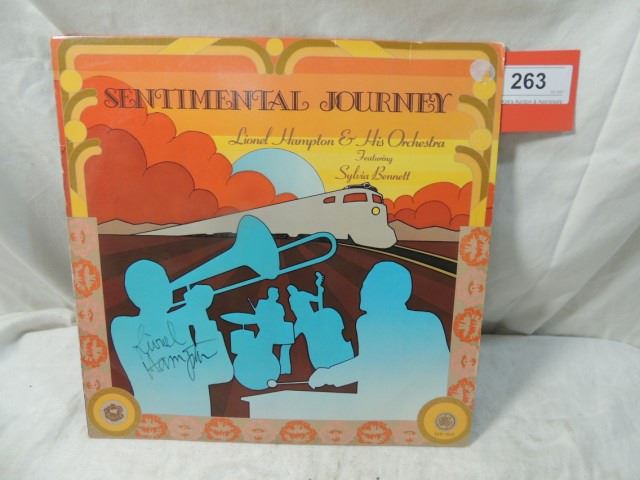 SENTIMENTAL JOURNEY
Lionel Hampton & His Orchestra
Featuring
Sylvia Bennett
263
Lionel
Hampton